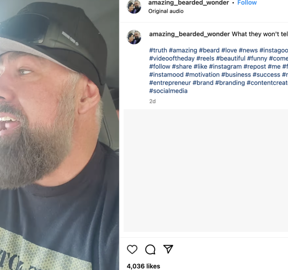 amazing_bearded_wonder • Follow
Original audio
amazing_bearded_wonder What they won't tel
#truth #amazing #beard #love #news #instagoo
#videooftheday #reels #beautiful #funny #come
#follow #share #like #instagram #repost #me #f
#instamood #motivation #business #success #r
#entrepreneur #brand #branding #contentcreat
#socialmedia
2d
4,036 likes